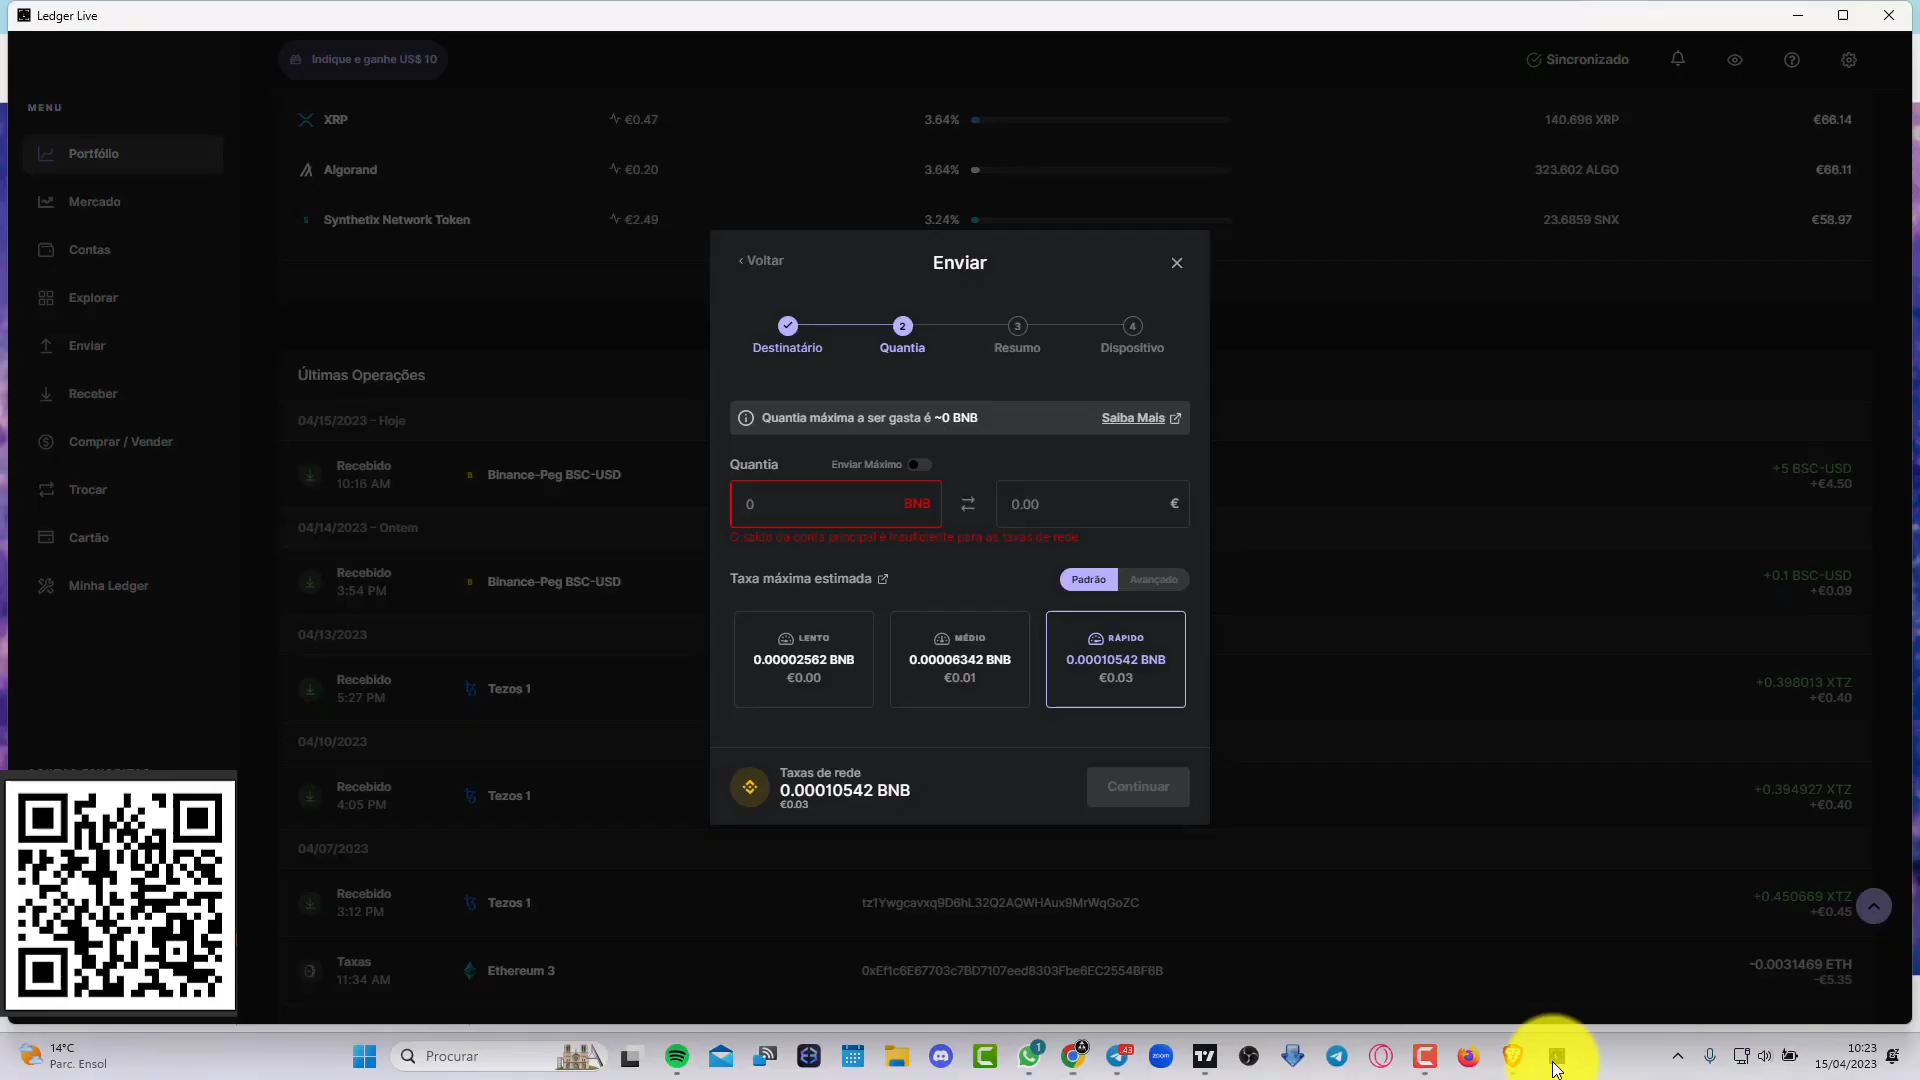 Ledger Live
Indique e ganhe US$ 10
Sincronizado
MENU
Portfólio
Mercado
Contas
Explorar
Enviar
Receber
Comprar / Vender
Trocar
Cartão
Minha Ledger
XRP €0.47 3.64% 140.696 XRP €66.14
Algorand €0.20 3.64% 323.602 ALGO €66.11
S Synthetix Network Token €2.49 3.24% 23.6859 SNX €58.97
Últimas Operações
04/15/2023 - Hoje
Recebido Binance-Peg BSC-USD +5 BSC-USD
10:16 AM +€4.50
04/14/2023 - Ontem
Recebido Binance-Peg BSC-USD +0.1 BSC-USD
3:54 PM +€0.09
04/13/2023
Recebido Tezos 1 +0.398013 XTZ
5:27 PM +€0.40
04/10/2023
Recebido Tezos 1 +0.394927 XTZ
4:05 PM +€0.40
04/07/2023
Recebido Tezos 1 tz1Ywgcavxq9D6hL32Q2AQWHAux9MrWqGoZC +0.450669 XTZ
3:12 PM +€0.45
Taxas Ethereum 3 0xEf1c6E67703c7BD7107eed8303Fbe6EC2554BF6B -0.0031469 ETH
11:34 AM -€5.35
‹ Voltar
Enviar
2 3 4
Destinatário Quantia Resumo Dispositivo
Quantia máxima a ser gasta é ~0 BNB Saiba Mais
Quantia Enviar Máximo
0 BNB 0.00 €
O saldo da conta principal é insuficiente para as taxas de rede
Taxa máxima estimada Padrão Avançado
LENTO MÉDIO RÁPIDO
0.00002562 BNB 0.00006342 BNB 0.00010542 BNB
€0.00 €0.01 €0.03
Taxas de rede
0.00010542 BNB
€0.03
Continuar
14°C
Parc. Ensol
Procurar
1
43
zoom
10:23
15/04/2023